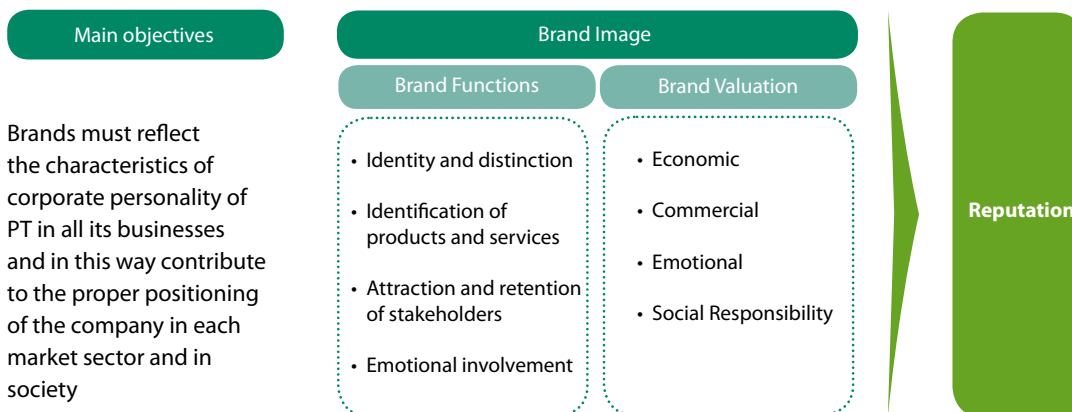 Main objectives
Brands must reflect
the characteristics of
corporate personality of
PT in all its businesses
and in this way contribute
to the proper positioning
of the company in each
market sector and in
society
Brand Image
Brand Functions
• Identity and distinction
• Identification of
products and services
• Attraction and retention
of stakeholders
• Emotional involvement
Brand Valuation
• Economic
• Commercial
• Emotional
• Social Responsibility
Reputation